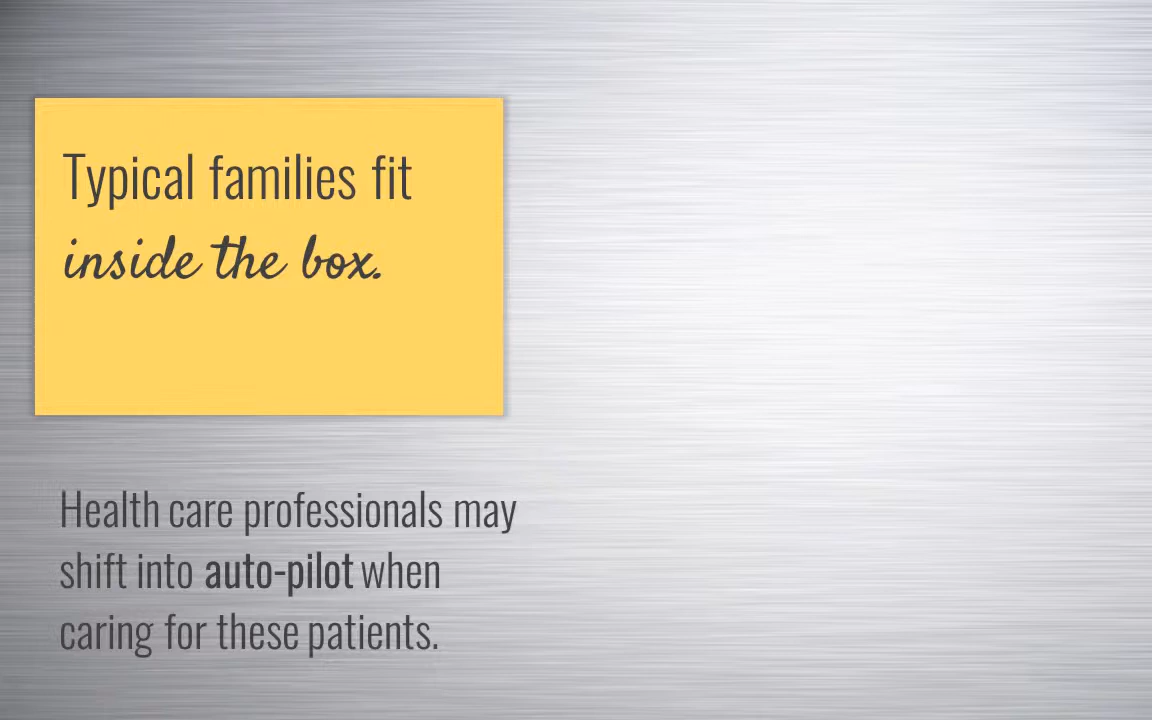 Typical families fit
inside the box.
Health care professionals may
shift into auto-pilot when
caring for these patients.